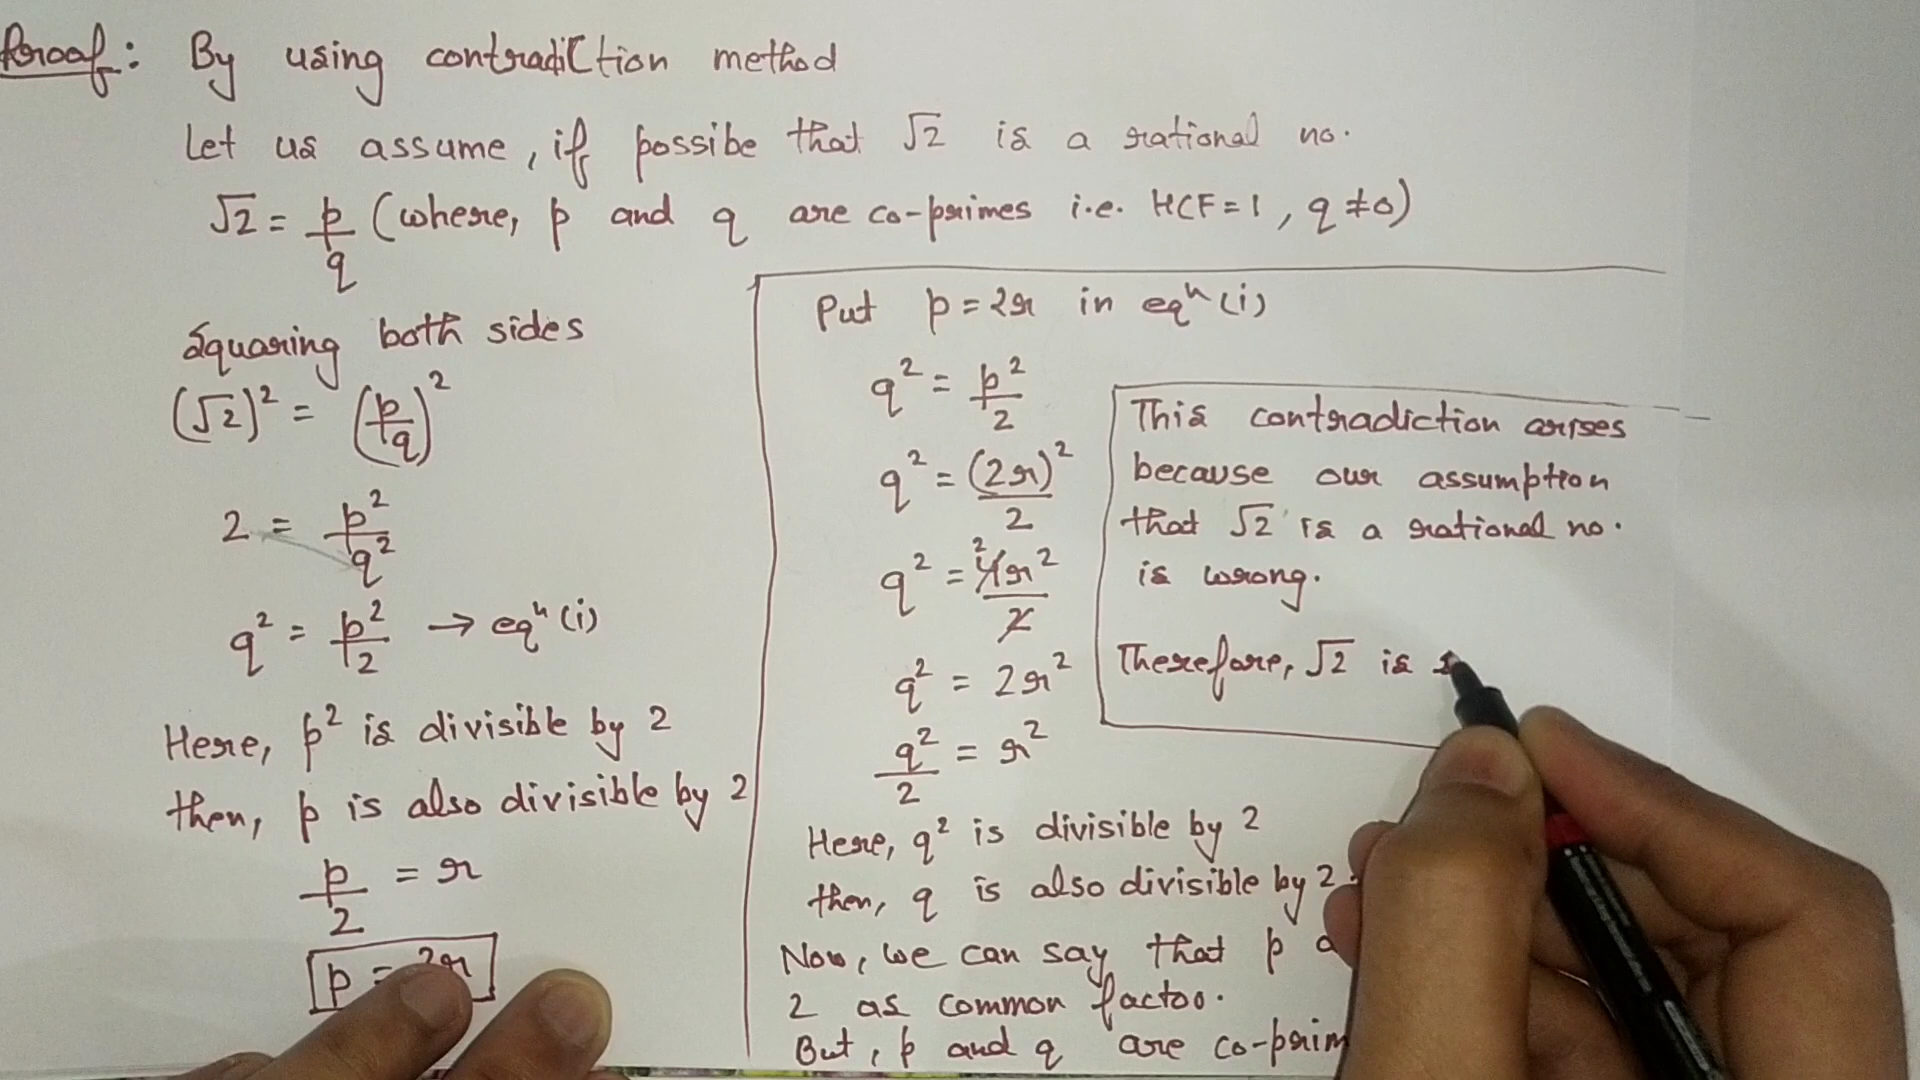 Proof: By using contradiction method
Let us assume, if possibe that √2 is a rational no.
√2 = p/q (where, p and q are co-primes i.e. HCF=1, q≠0)
Squaring both sides
(√2)² = (p/q)²
2 = p²/q²
q² = p²/2 → eqⁿ (i)
Here, p² is divisible by 2
then, p is also divisible by 2
p/2 = r
p = 2r
Put p = 2r in eqⁿ (i)
q² = p²/2
q² = (2r)²/2
q² = ²4r²/2
q² = 2r²
q²/2 = r²
Here, q² is divisible by 2
then, q is also divisible by 2.
Now, we can say that p
2 as common factor.
But, p and q are co-prim
This contradiction arises
because our assumption
that √2 is a rational no.
is wrong.
Therefore, √2 is